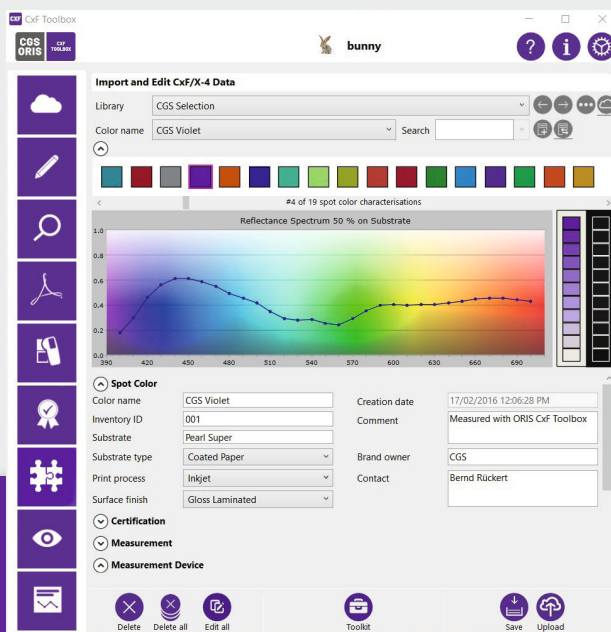 CXF CxF Toolbox
CGS ORIS CXF TOOLBOX
bunny
Import and Edit CxF/X-4 Data
Library CGS Selection
Color name CGS Violet Search
#4 of 19 spot color characterisations
Reflectance Spectrum 50 % on Substrate
1.0
0.8
0.6
0.4
0.2
0.0
390 420 450 480 510 540 570 600 630 660 690
Spot Color
Color name CGS Violet Creation date 17/02/2016 12:06:28 PM
Inventory ID 001 Comment Measured with ORIS CxF Toolbox
Substrate Pearl Super
Substrate type Coated Paper Brand owner CGS
Print process Inkjet Contact Bernd Rückert
Surface finish Gloss Laminated
Certification
Measurement
Measurement Device
Delete Delete all Edit all Toolkit Save Upload